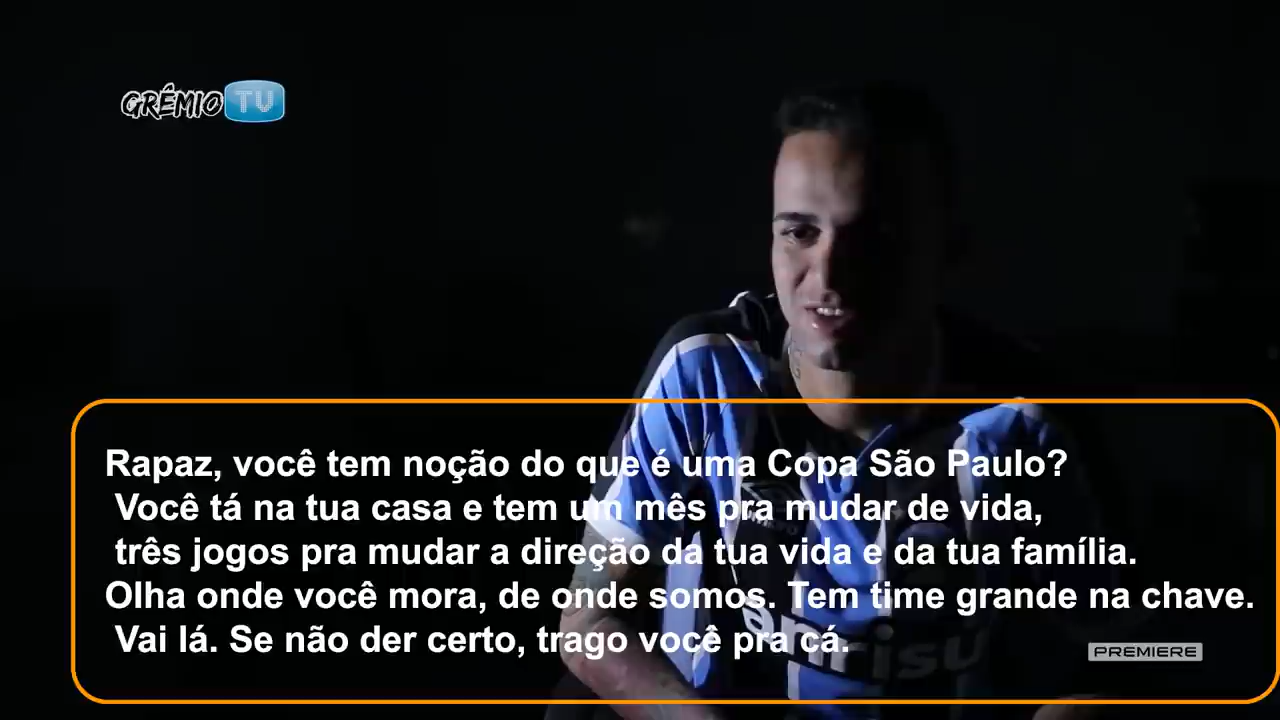 GRÊMIO TV
Rapaz, você tem noção do que é uma Copa São Paulo?
Você tá na tua casa e tem um mês pra mudar de vida,
três jogos pra mudar a direção da tua vida e da tua família.
Olha onde você mora, de onde somos. Tem time grande na chave.
Vai lá. Se não der certo, trago você pra cá.
anrisu
PREMIERE